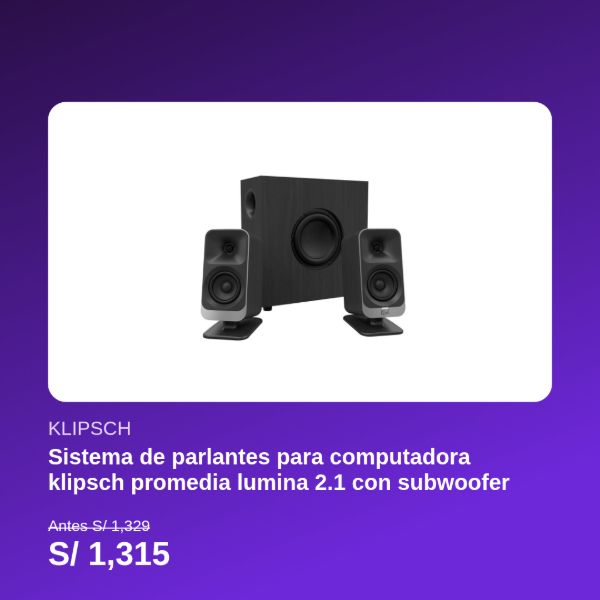 KLIPSCH
Sistema de parlantes para computadora
klipsch promedia lumina 2.1 con subwoofer
Antes S/ 1,329
S/ 1,315